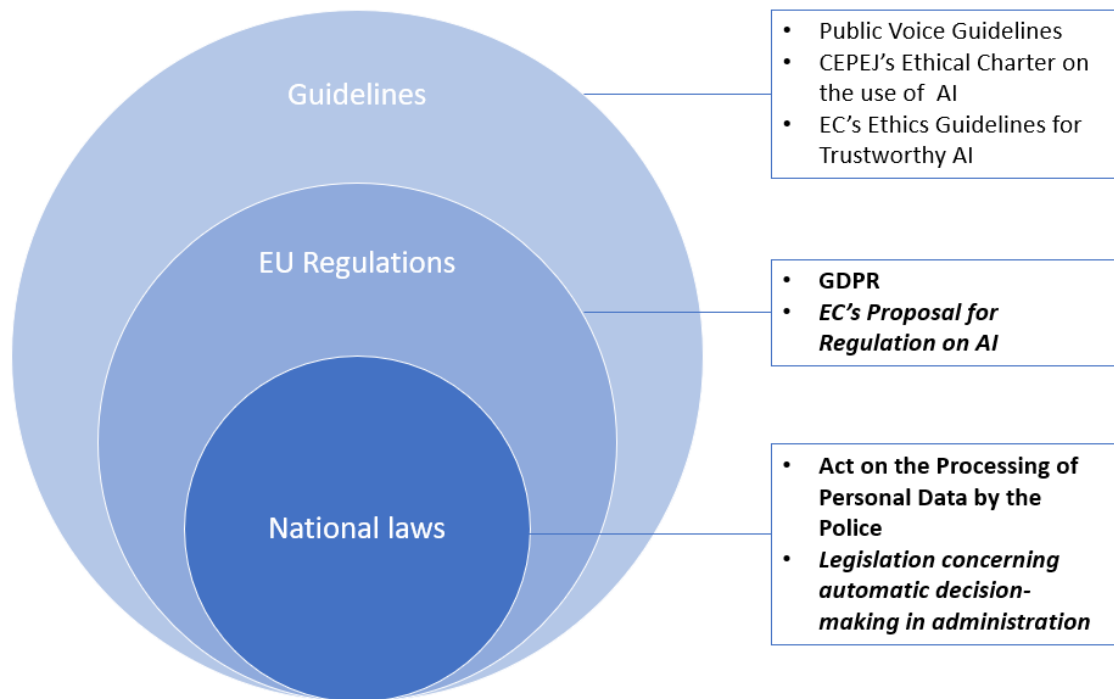 Guidelines
• Public Voice Guidelines
• CEPEJ's Ethical Charter on
the use of AI
• EC's Ethics Guidelines for
Trustworthy AI
EU Regulations
• GDPR
• EC's Proposal for
Regulation on AI
National laws
• Act on the Processing of
Personal Data by the
Police
• Legislation concerning
automatic decision-
making in administration